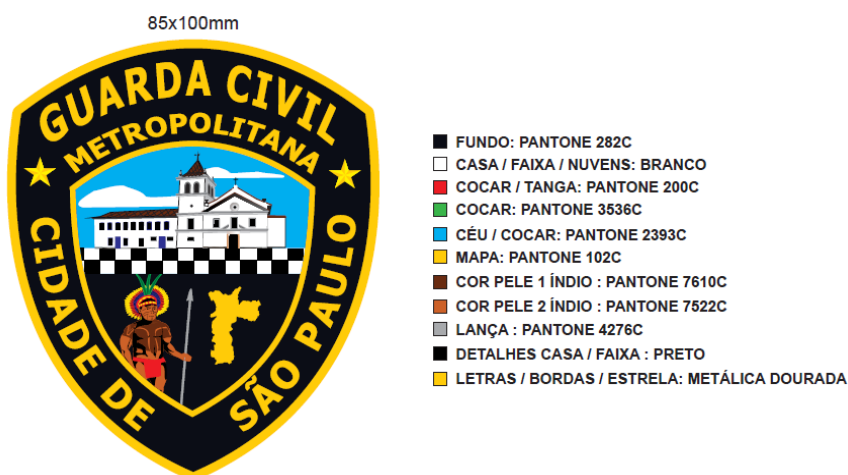 85x100mm
GUARDA CIVIL
METROPOLITANA
CIDADE DE
SÃO PAULO
FUNDO: PANTONE 282C
CASA / FAIXA / NUVENS: BRANCO
COCAR / TANGA: PANTONE 200C
COCAR: PANTONE 3536C
CÉU / COCAR: PANTONE 2393C
MAPA: PANTONE 102C
COR PELE 1 ÍNDIO : PANTONE 7610C
COR PELE 2 ÍNDIO : PANTONE 7522C
LANÇA : PANTONE 4276C
DETALHES CASA / FAIXA : PRETO
LETRAS / BORDAS / ESTRELA: METÁLICA DOURADA